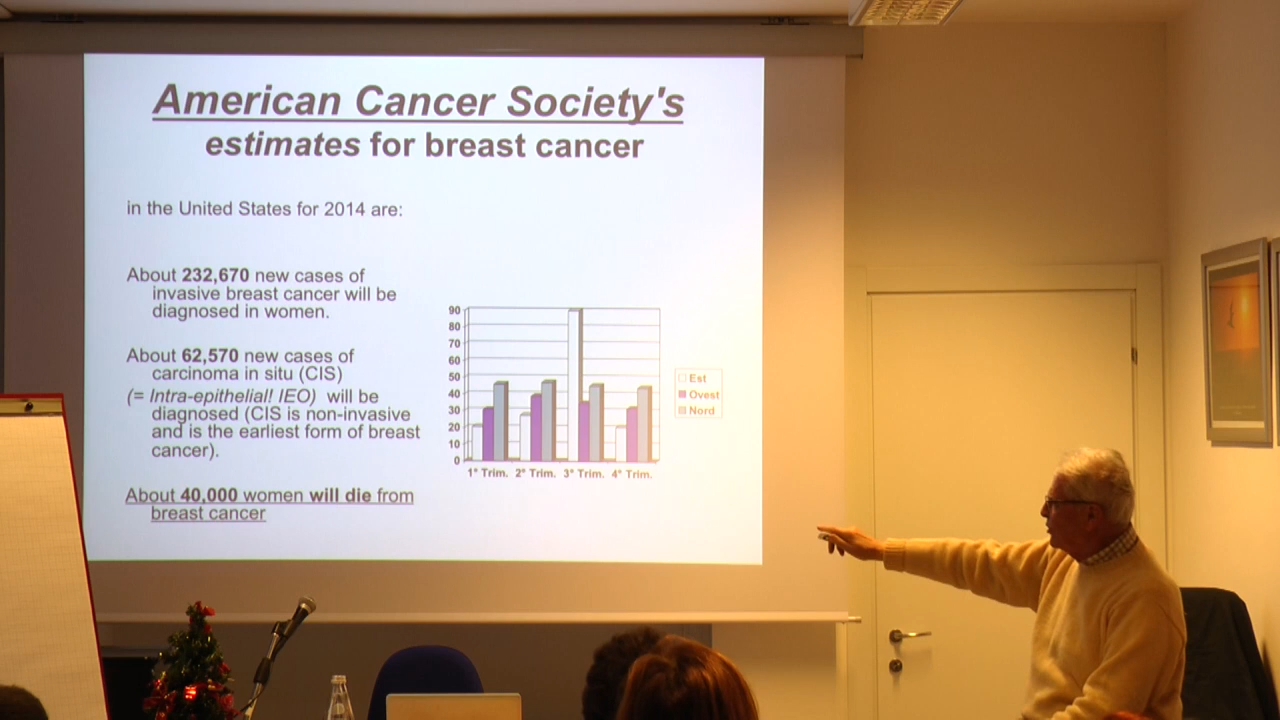 American Cancer Society's
estimates for breast cancer
in the United States for 2014 are:
About 232,670 new cases of
invasive breast cancer will be
diagnosed in women.
About 62,570 new cases of
carcinoma in situ (CIS)
(= Intra-epithelial! IEO) will be
diagnosed (CIS is non-invasive
and is the earliest form of breast
cancer).
About 40,000 women will die from
breast cancer
90
80
70
60
50
40
30
20
10
0
1° Trim. 2° Trim. 3° Trim. 4° Trim.
Est
Ovest
Nord